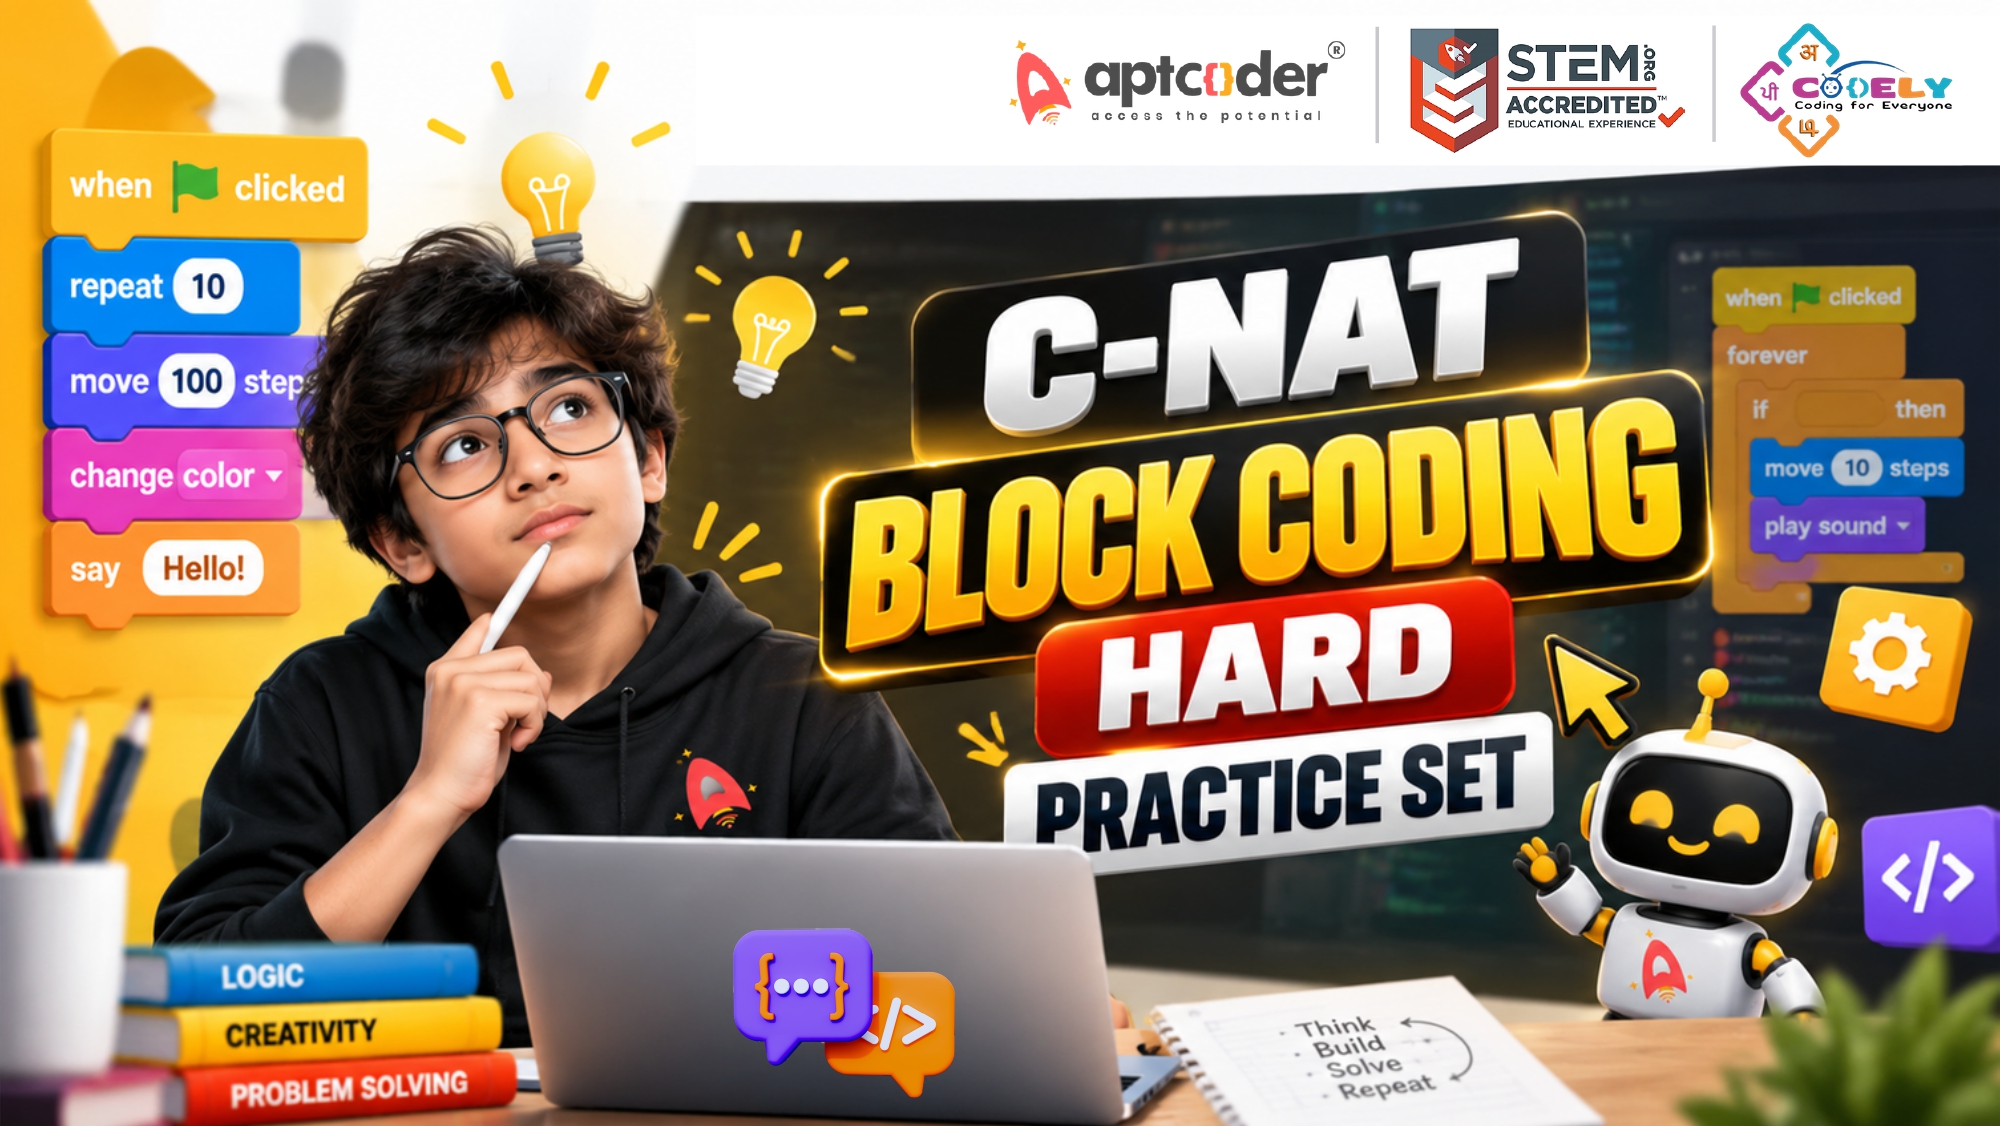 aptcoder®
access the potential
STEM.ORG
ACCREDITED™
EDUCATIONAL EXPERIENCE
अ
पी
CODELY
Coding for Everyone
when clicked
repeat 10
move 100 steps
change color
say Hello!
C-NAT
BLOCK CODING
HARD
PRACTICE SET
when clicked
forever
if then
move 10 steps
play sound
</>
{...}
</>
LOGIC
CREATIVITY
PROBLEM SOLVING
· Think
· Build
· Solve
· Repeat